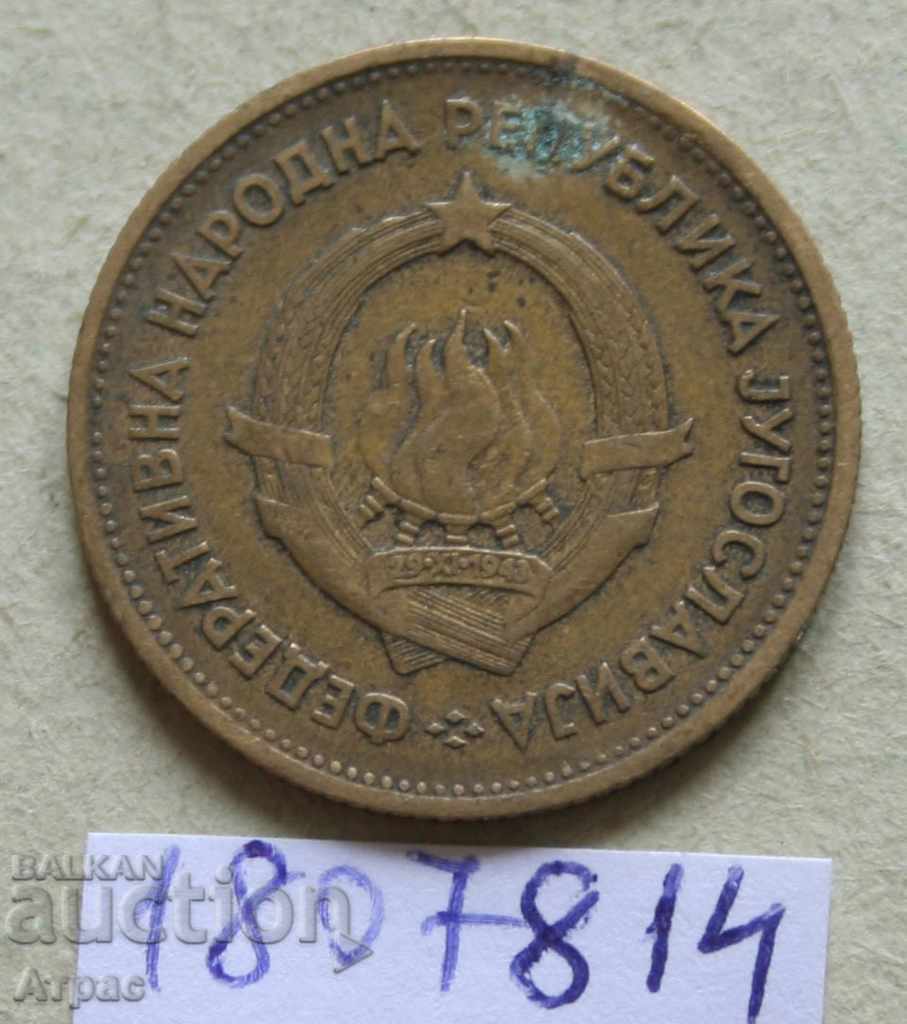 ФЕДЕРАТИВНА НАРОДНА РЕПУБЛИКА ЈУГОСЛАВИЈА
29·XI·1943
1807814
BALKAN
auction
Атрас